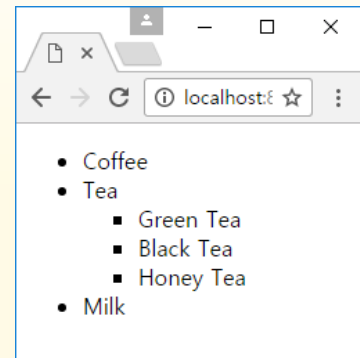 localhost:8
Coffee
Tea
Green Tea
Black Tea
Honey Tea
Milk